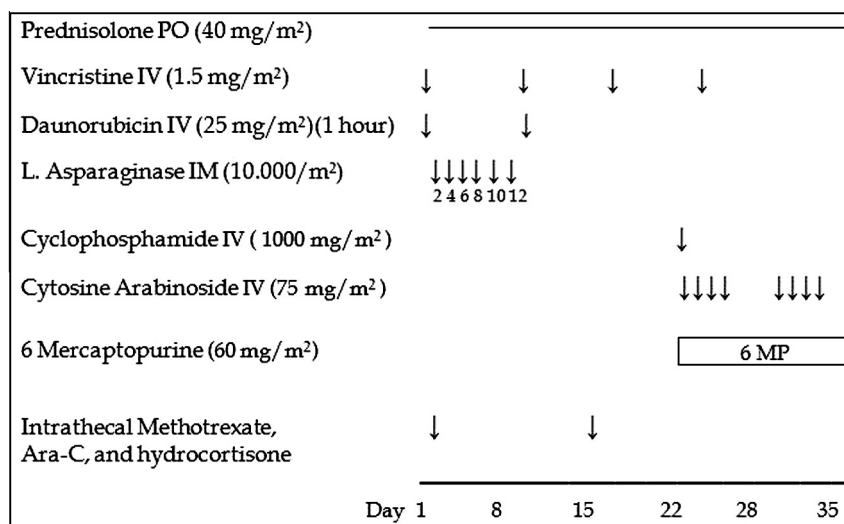 Prednisolone PO (40 mg/m²)
Vincristine IV (1.5 mg/m²)
Daunorubicin IV (25 mg/m²)(1 hour)
L. Asparaginase IM (10.000/m²)
2 4 6 8 10 12
Cyclophosphamide IV ( 1000 mg/m²)
Cytosine Arabinoside IV (75 mg/m²)
6 Mercaptopurine (60 mg/m²)
6 MP
Intrathecal Methotrexate,
Ara-C, and hydrocortisone
Day 1 8 15 22 28 35